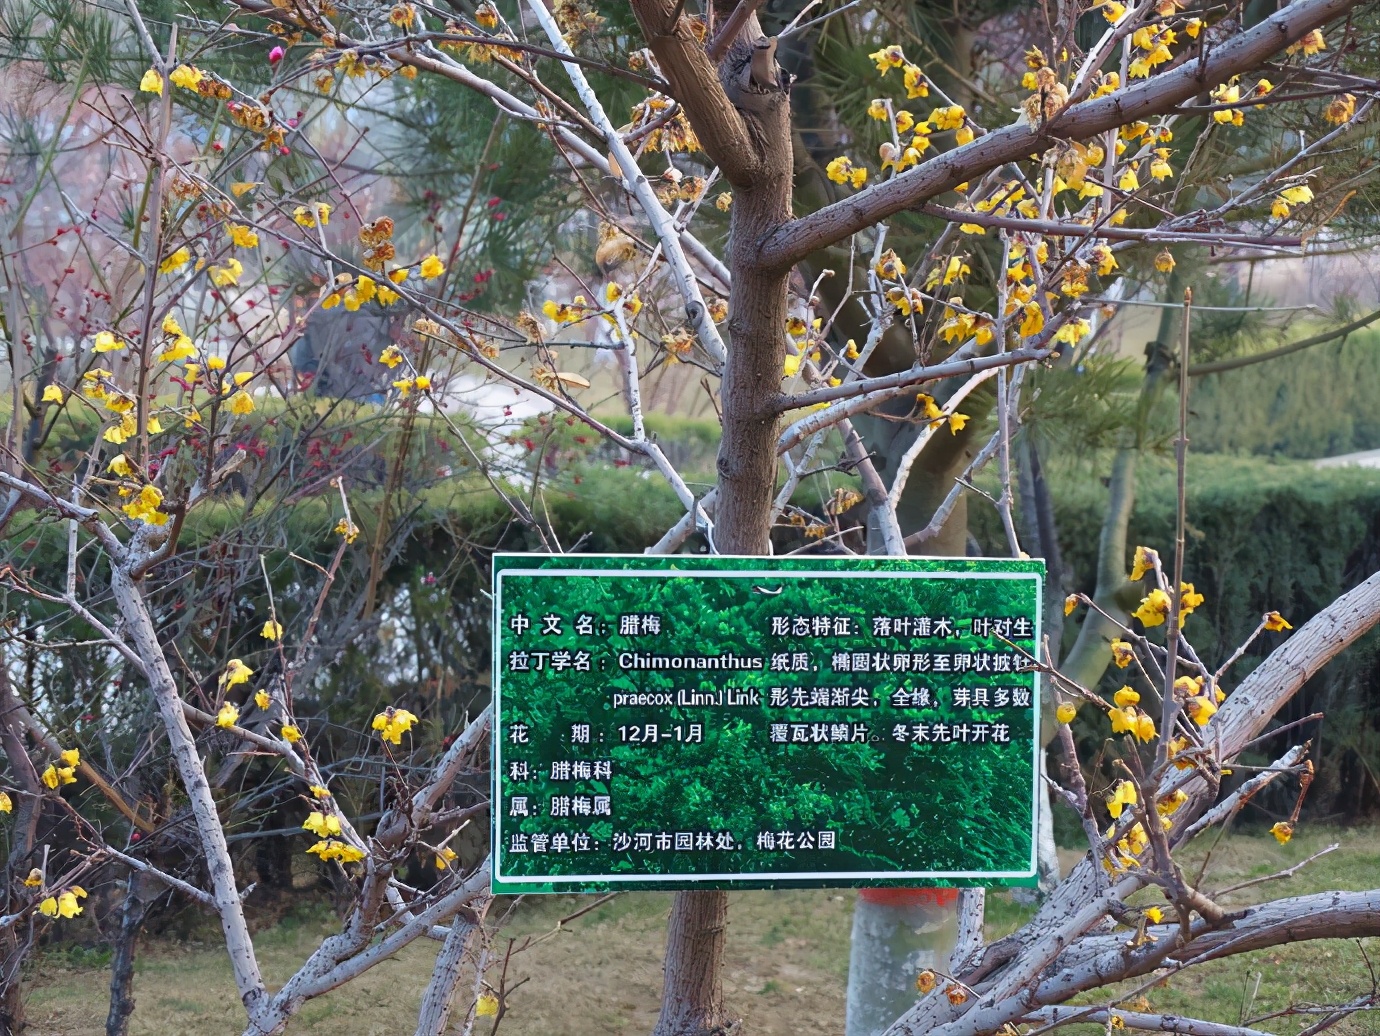 中文名：腊梅
拉丁学名：Chimonanthus
praecox (Linn.) Link
花期：12月-1月
科：腊梅科
属：腊梅属
监管单位：沙河市园林处，梅花公园
形态特征：落叶灌木，叶对生
纸质，椭圆状卵形至卵状披针
形先端渐尖，全缘，芽具多数
覆瓦状鳞片。冬末先叶开花